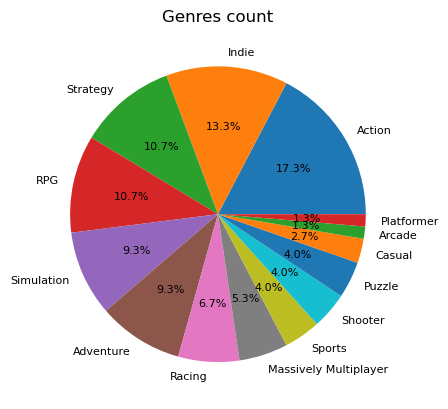 Genres count
Action
17.3%
Indie
13.3%
Strategy
10.7%
RPG
10.7%
Simulation
9.3%
Adventure
9.3%
Racing
6.7%
Massively Multiplayer
5.3%
Sports
4.0%
Shooter
4.0%
Puzzle
4.0%
Casual
2.7%
Arcade
1.3%
Platformer
1.3%